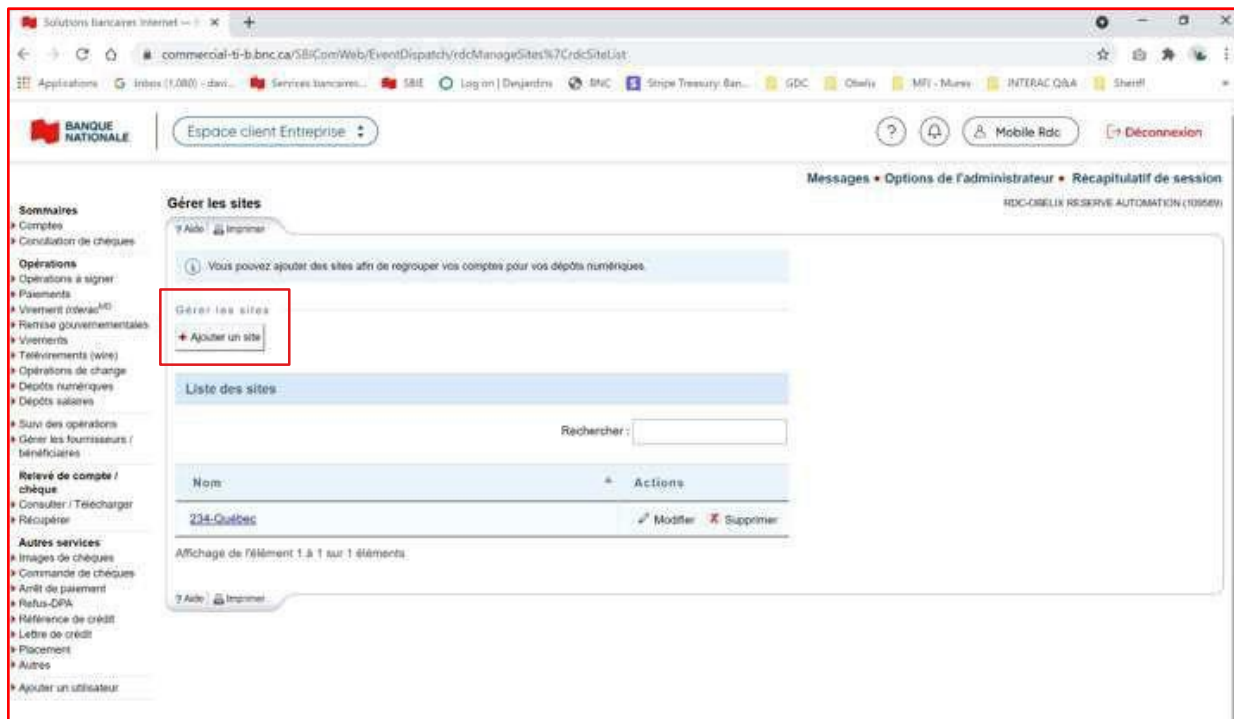 Solutions bancaires Internet —
commercial-ti-b.bnc.ca/SBIComWeb/EventDispatch/rdcManageSites%7CrdcSiteList
Applications
Inbox (1,080) - davi...
Services bancaires...
SBIE
Log on | Desjardins
BNC
Stripe Treasury: Ban...
GDC
Obelix
MFI - Murex
INTERAC Q&A
Sheriff
BANQUE
NATIONALE
Espace client Entreprise
?
Mobile Rdc
Déconnexion
Messages • Options de l'administrateur • Récapitulatif de session
RDC-OBELIX RESERVE AUTOMATION
Sommaires
Comptes
Conciliation de chèques
Opérations
Opérations à signer
Paiements
Virement Interac MD
Remise gouvernementales
Virements
Télévirements (wire)
Opérations de change
Dépôts numériques
Dépôts salaires
Suivi des opérations
Gérer les fournisseurs /
bénéficiaires
Relevé de compte /
chèque
Consulter / Télécharger
Récupérer
Autres services
Images de chèques
Commande de chèques
Arrêt de paiement
Refus-DPA
Référence de crédit
Lettre de crédit
Placement
Autres
Ajouter un utilisateur
Gérer les sites
? Aide Imprimer
Vous pouvez ajouter des sites afin de regrouper vos comptes pour vos dépôts numériques.
Gérer les sites
+ Ajouter un site
Liste des sites
Rechercher :
Nom Actions
234-Québec Modifier X Supprimer
Affichage de l'élément 1 à 1 sur 1 éléments
? Aide Imprimer